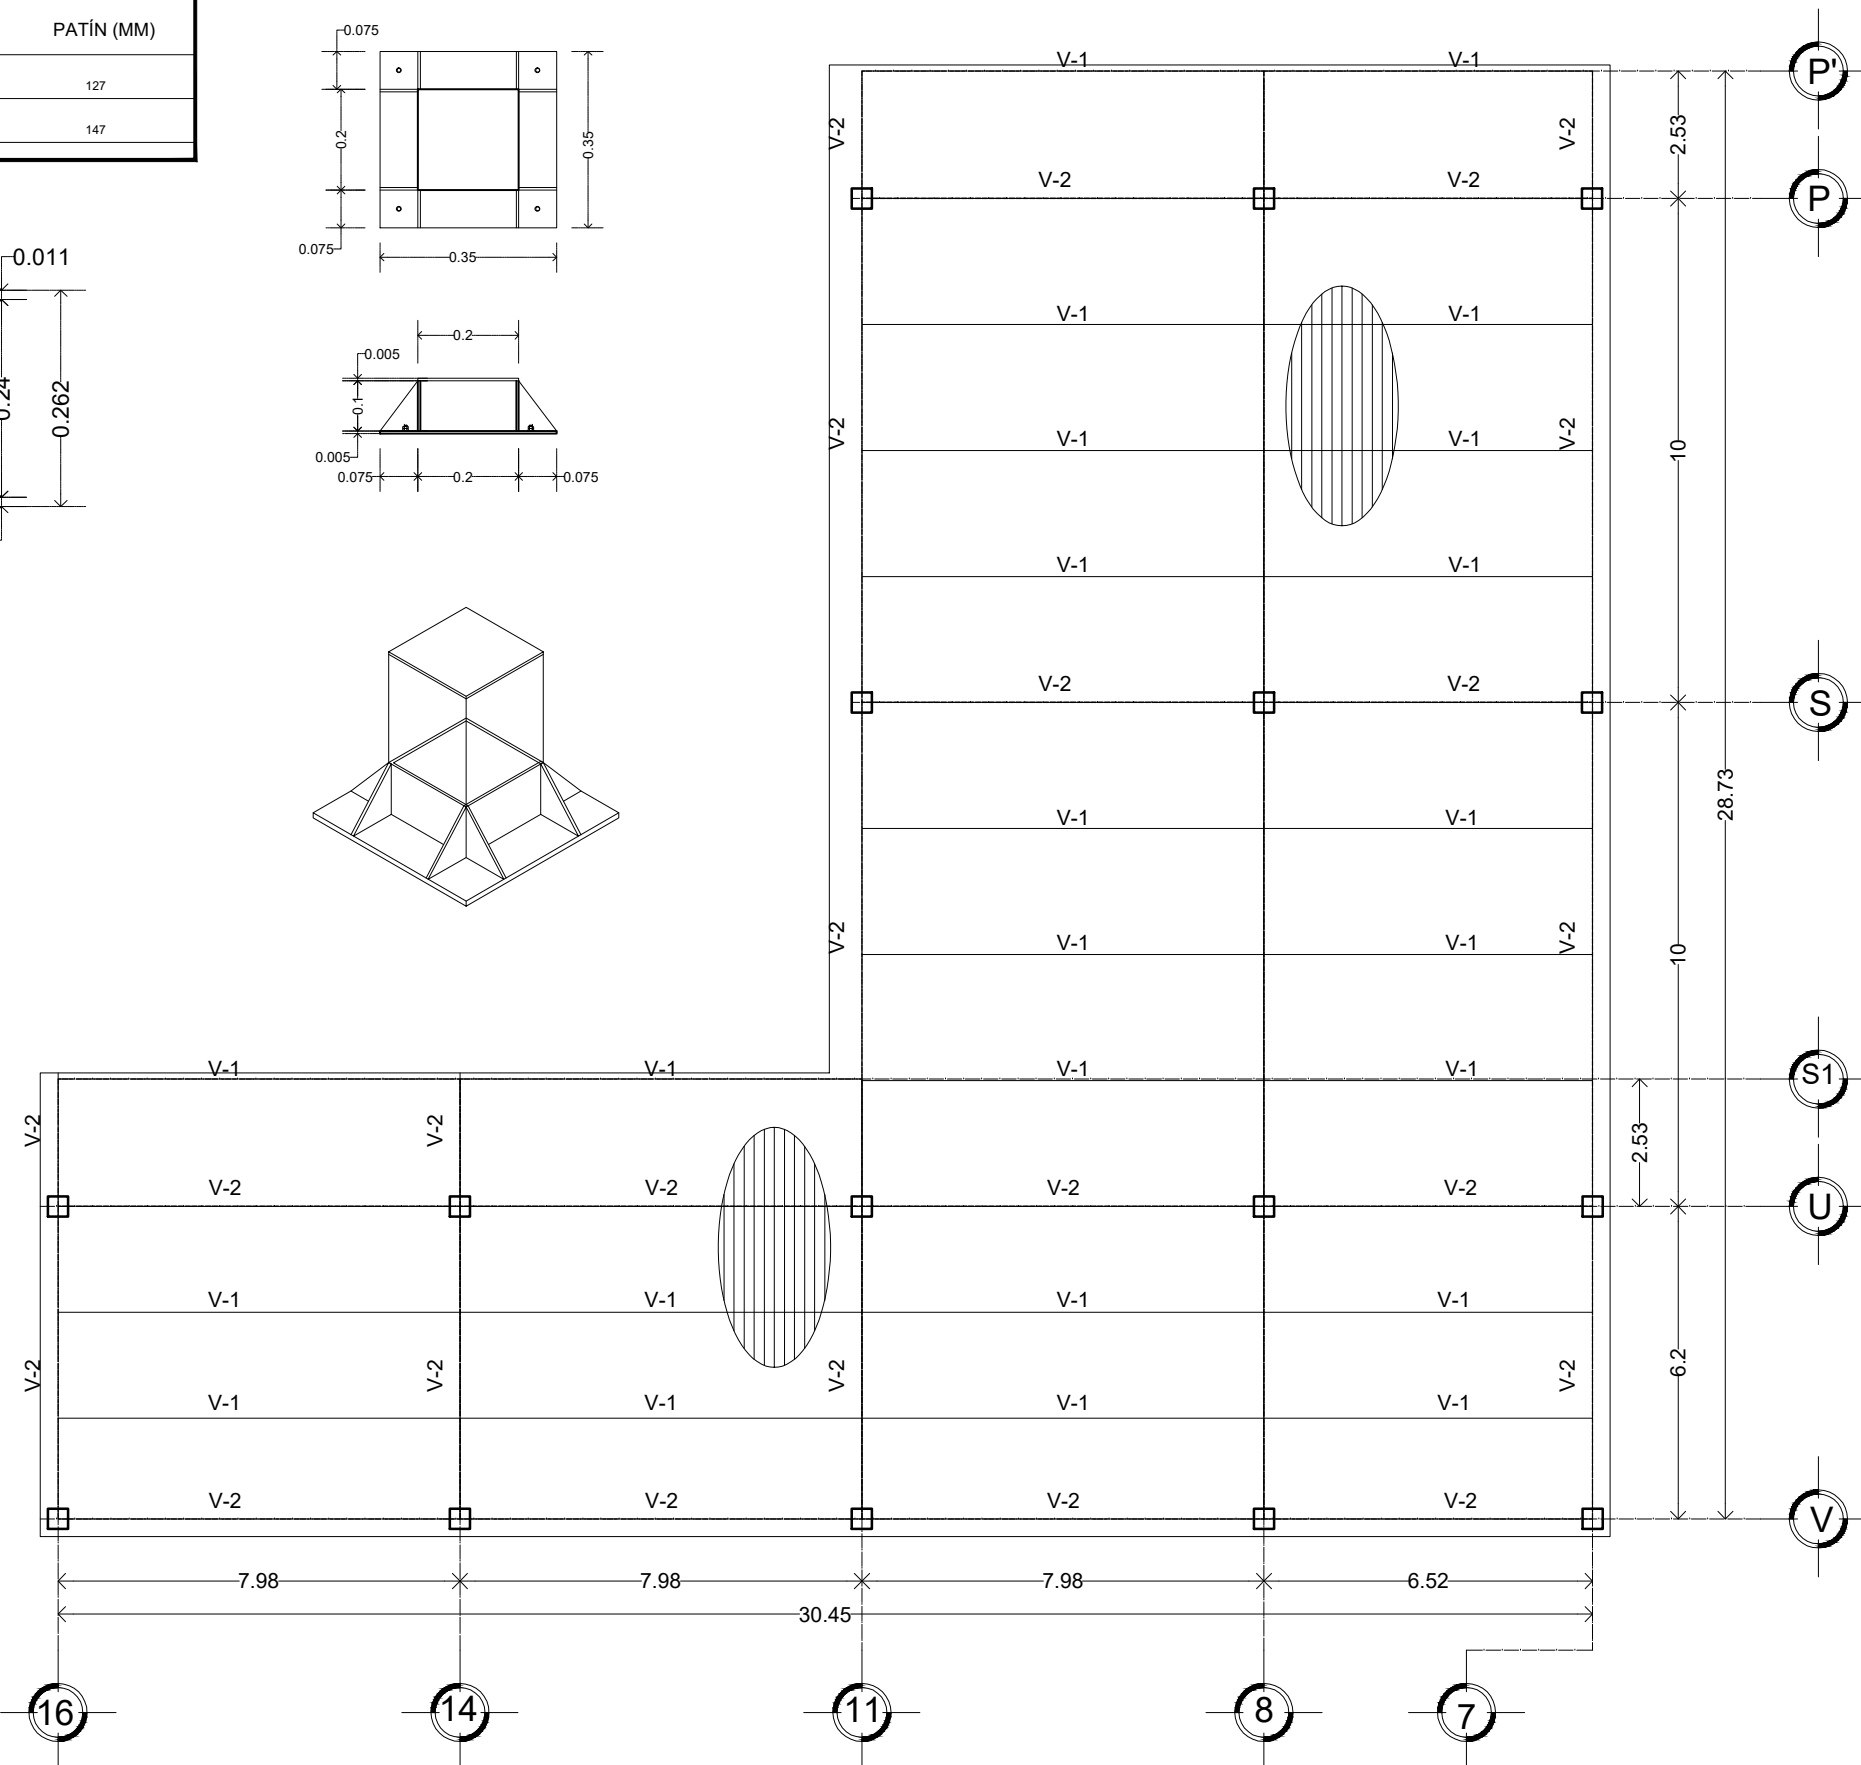 PATÍN (MM)
127
147
0.011
0.24
0.262
0.075
0.2
0.35
0.075
0.35
0.2
0.005
0.1
0.005
0.075
0.2
0.075
V-1
V-1
P'
V-2
V-2
2.53
V-2
V-2
P
V-1
V-1
V-2
V-1
V-1
V-2
10
V-1
V-1
V-2
V-2
S
28.73
V-1
V-1
V-2
V-1
V-1
V-2
10
V-1
V-1
V-1
V-1
S1
V-2
V-2
2.53
V-2
V-2
V-2
V-2
U
V-1
V-1
V-1
V-1
V-2
V-2
V-2
V-2
6.2
V-1
V-1
V-1
V-1
V-2
V-2
V-2
V-2
V
7.98
7.98
7.98
6.52
30.45
16
14
11
8
7